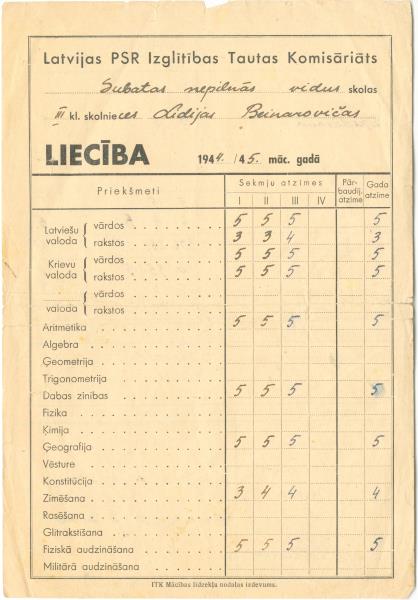 Latvijas PSR Izglītības Tautas Komisāriāts
Subatas nepilnās vidus skolas
III kl. skolnieces Lidijas Beinarovičas
LIECĪBA 1944./45. māc. gadā
Priekšmeti Sekmju atzīmes Pārbaudīj. atzīme Gada atzīme
I II III IV
Latviešu valoda vārdos 5 5 5 5
rakstos 3 3 4 3
Krievu valoda vārdos 5 5 5 5
rakstos 5 5 5 5
valoda vārdos
rakstos
Aritmētika 5 5 5 5
Algebra
Ģeometrija
Trigonometrija
Dabas zinības 5 5 5 5
Fizika
Ķīmija
Ģeografija 5 5 5 5
Vēsture
Konstitūcija
Zīmēšana 3 4 4 4
Rasēšana
Glītrakstīšana
Fiziskā audzināšana 5 5 5 5
Militārā audzināšana
ITK Mācības līdzekļu nodaļas izdevums.